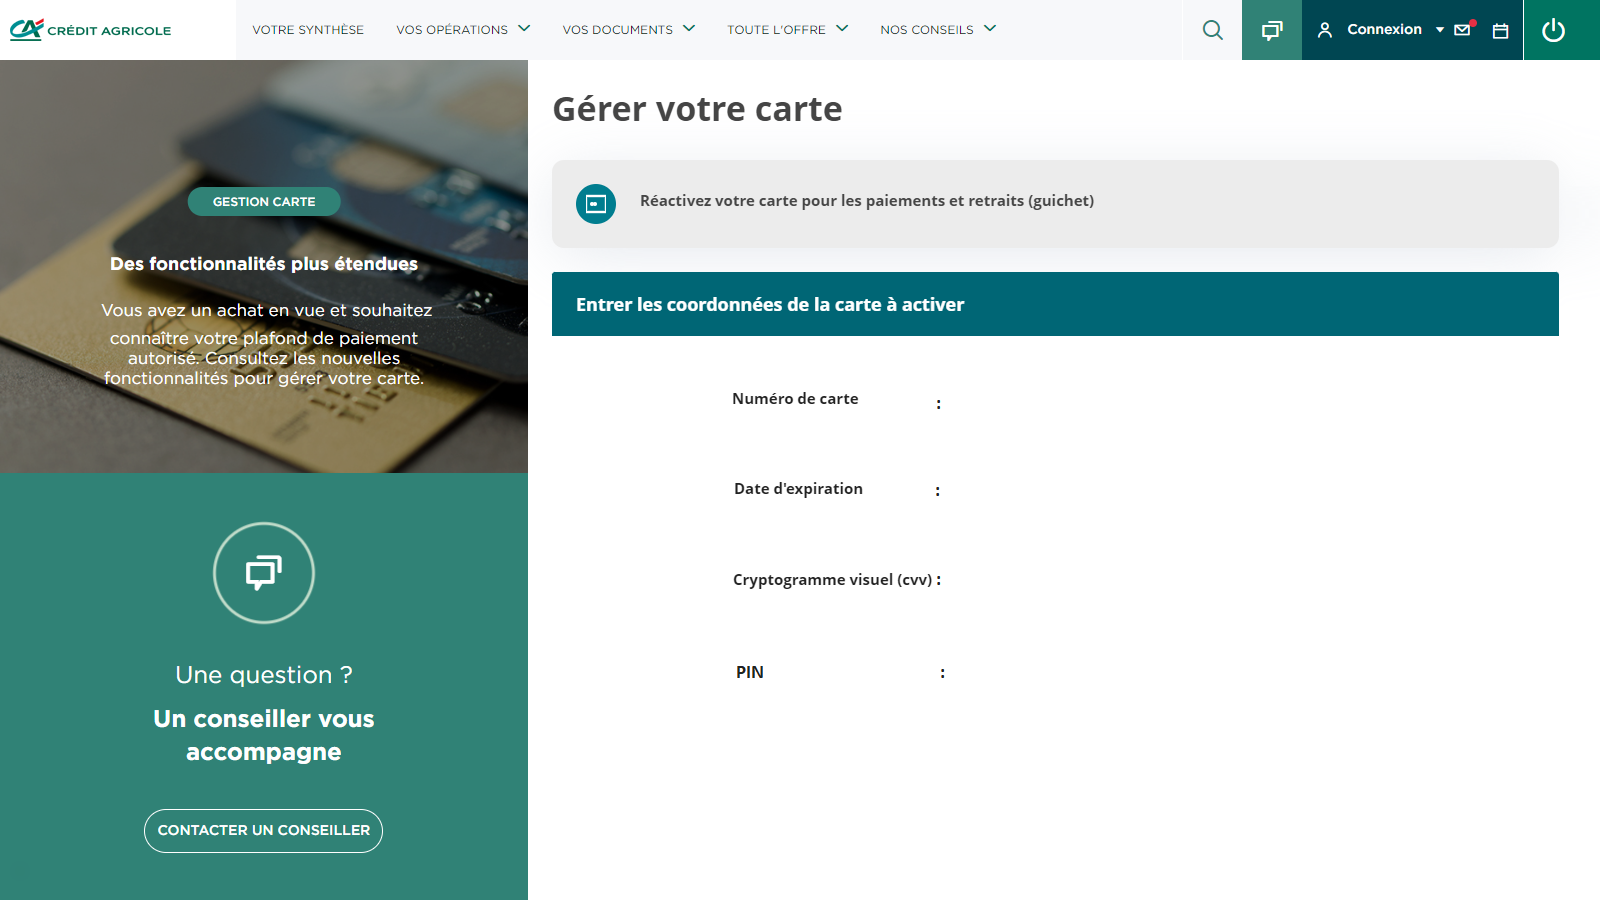 CRÉDIT AGRICOLE
VOTRE SYNTHÈSE
VOS OPÉRATIONS
VOS DOCUMENTS
TOUTE L'OFFRE
NOS CONSEILS
Connexion
GESTION CARTE
Des fonctionnalités plus étendues
Vous avez un achat en vue et souhaitez
connaître votre plafond de paiement
autorisé. Consultez les nouvelles
fonctionnalités pour gérer votre carte.
Une question ?
Un conseiller vous
accompagne
CONTACTER UN CONSEILLER
Gérer votre carte
Réactivez votre carte pour les paiements et retraits (guichet)
Entrer les coordonnées de la carte à activer
Numéro de carte :
Date d'expiration :
Cryptogramme visuel (cvv) :
PIN :